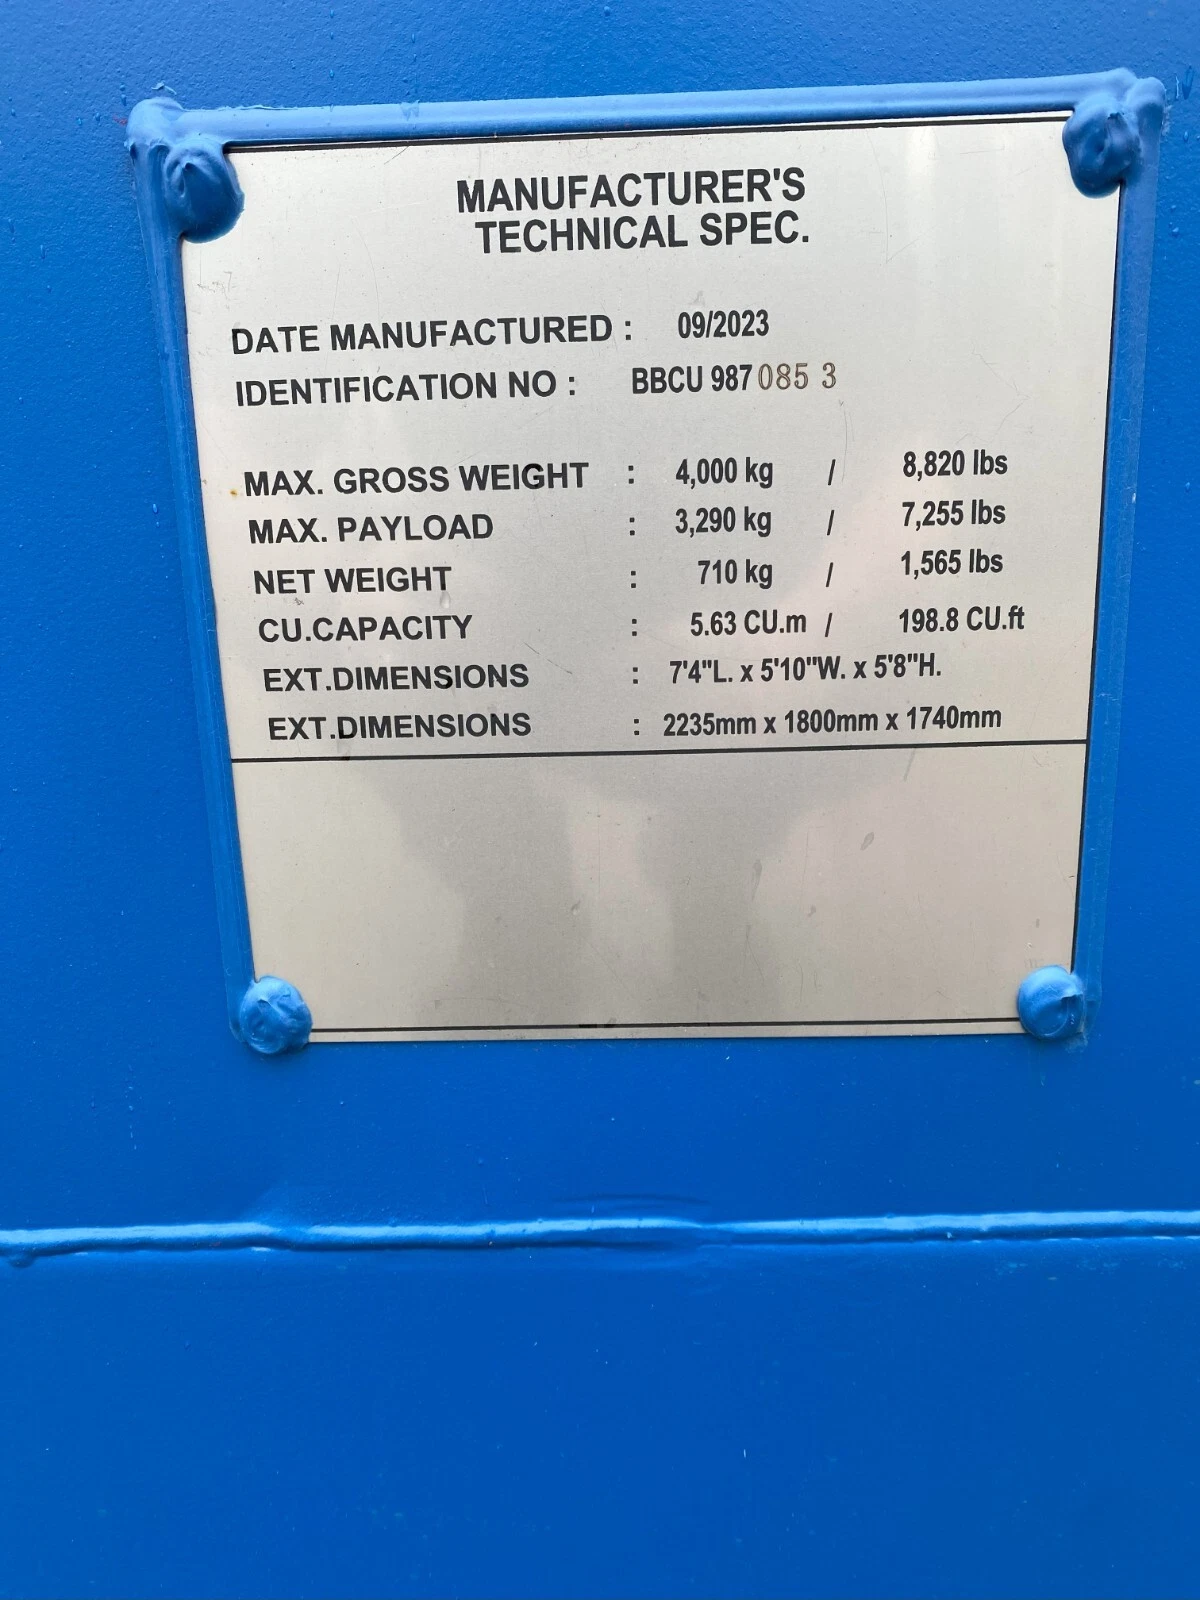 MANUFACTURER'S
TECHNICAL SPEC.
DATE MANUFACTURED : 09/2023
IDENTIFICATION NO : BBCU 987 085 3
MAX. GROSS WEIGHT : 4,000 kg / 8,820 lbs
MAX. PAYLOAD : 3,290 kg / 7,255 lbs
NET WEIGHT : 710 kg / 1,565 lbs
CU.CAPACITY : 5.63 CU.m / 198.8 CU.ft
EXT.DIMENSIONS : 7'4"L. x 5'10"W. x 5'8"H.
EXT.DIMENSIONS : 2235mm x 1800mm x 1740mm